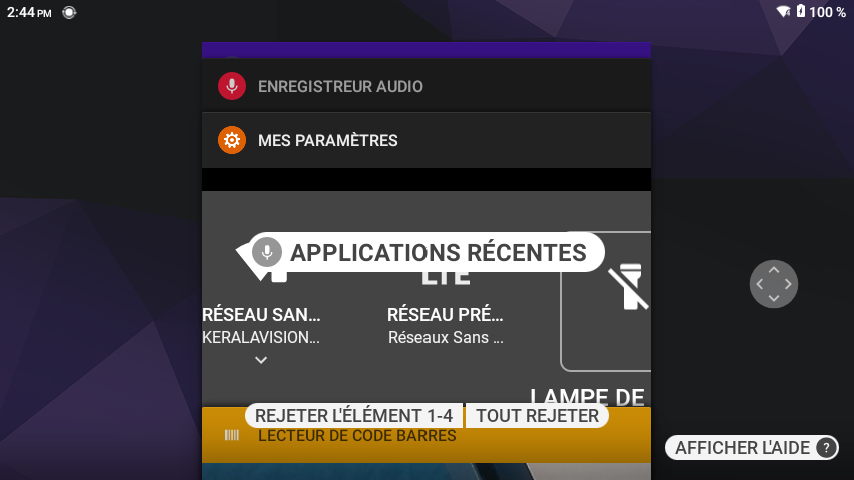 2:44 PM
100 %
ENREGISTREUR AUDIO
MES PARAMÈTRES
APPLICATIONS RÉCENTES
LTE
RÉSEAU SAN…
RÉSEAU PRÉ…
KERALAVISION…
Réseaux Sans …
LAMPE DE
REJETER L'ÉLÉMENT 1-4
TOUT REJETER
LECTEUR DE CODE BARRES
AFFICHER L'AIDE ?